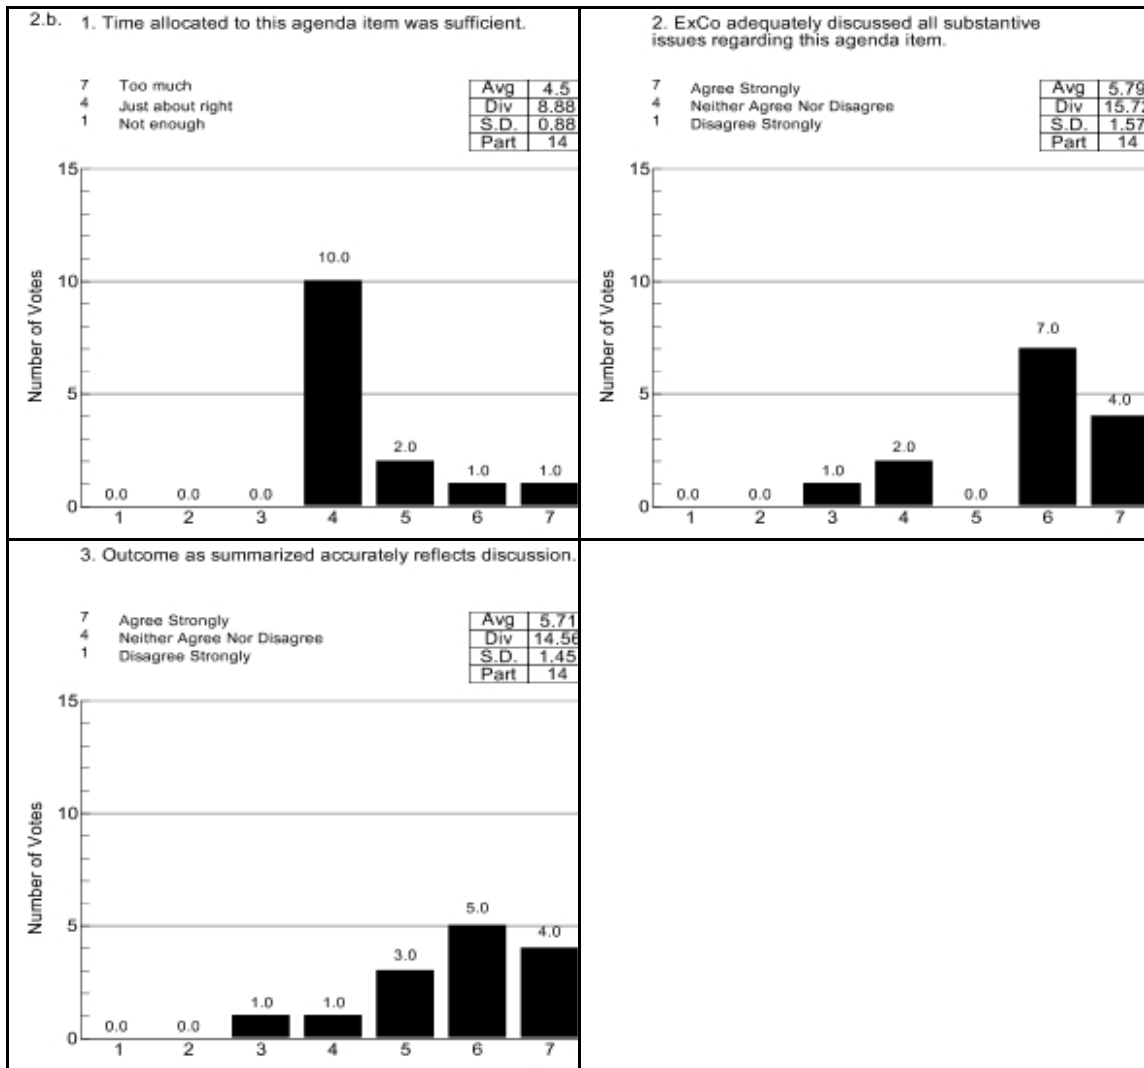 2.b. 1. Time allocated to this agenda item was sufficient.
7 Too much
4 Just about right
1 Not enough
Avg 4.5
Div 8.88
S.D. 0.88
Part 14
15
10
5
0
Number of Votes
0.0 0.0 0.0 10.0 2.0 1.0 1.0
1 2 3 4 5 6 7
2. ExCo adequately discussed all substantive
issues regarding this agenda item.
7 Agree Strongly
4 Neither Agree Nor Disagree
1 Disagree Strongly
Avg 5.79
Div 15.72
S.D. 1.57
Part 14
15
10
5
0
Number of Votes
0.0 0.0 1.0 2.0 0.0 7.0 4.0
1 2 3 4 5 6 7
3. Outcome as summarized accurately reflects discussion.
7 Agree Strongly
4 Neither Agree Nor Disagree
1 Disagree Strongly
Avg 5.71
Div 14.56
S.D. 1.45
Part 14
15
10
5
0
Number of Votes
0.0 0.0 1.0 1.0 3.0 5.0 4.0
1 2 3 4 5 6 7